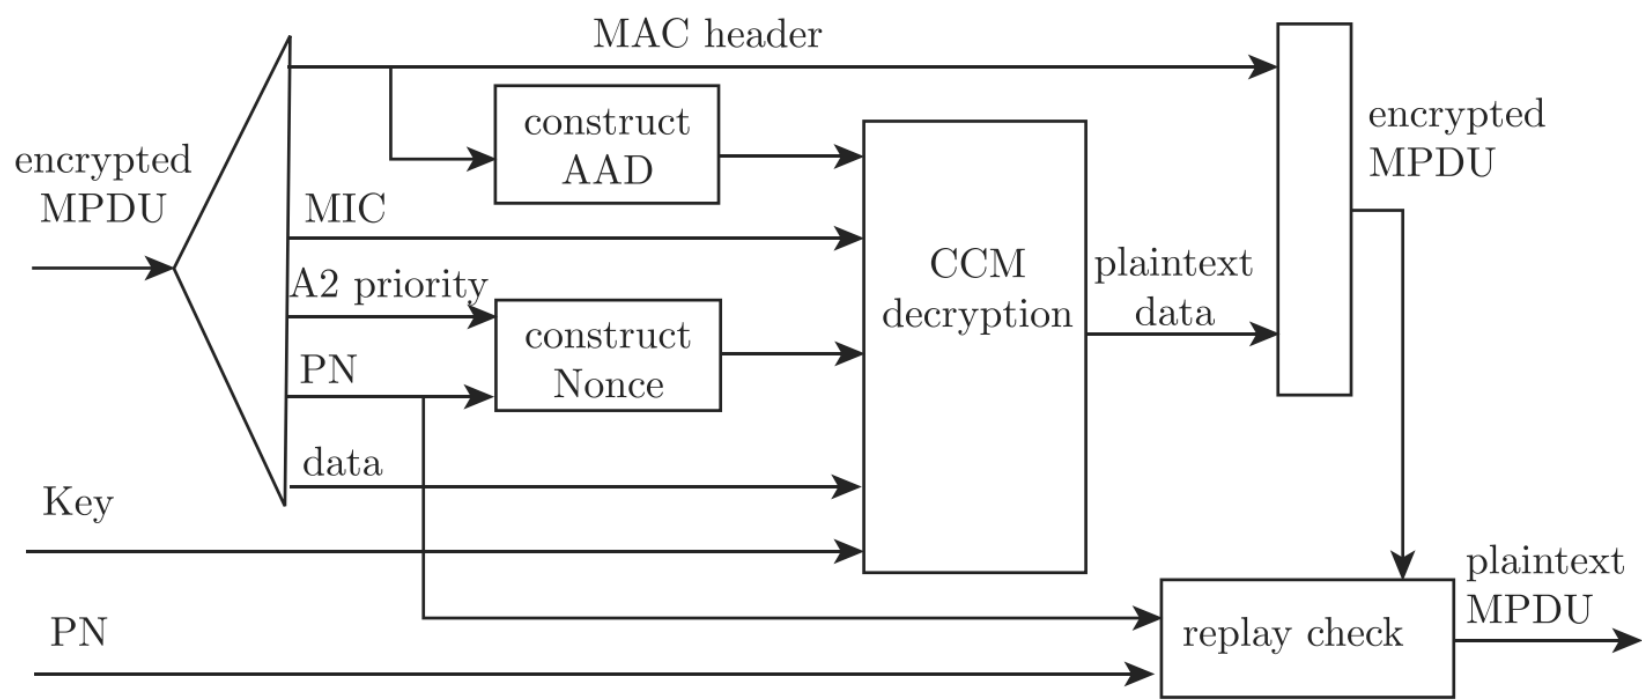 MAC header
encrypted
MPDU
construct
AAD
encrypted
MPDU
MIC
A2 priority
construct
Nonce
PN
data
CCM
decryption
plaintext
data
Key
PN
replay check
plaintext
MPDU